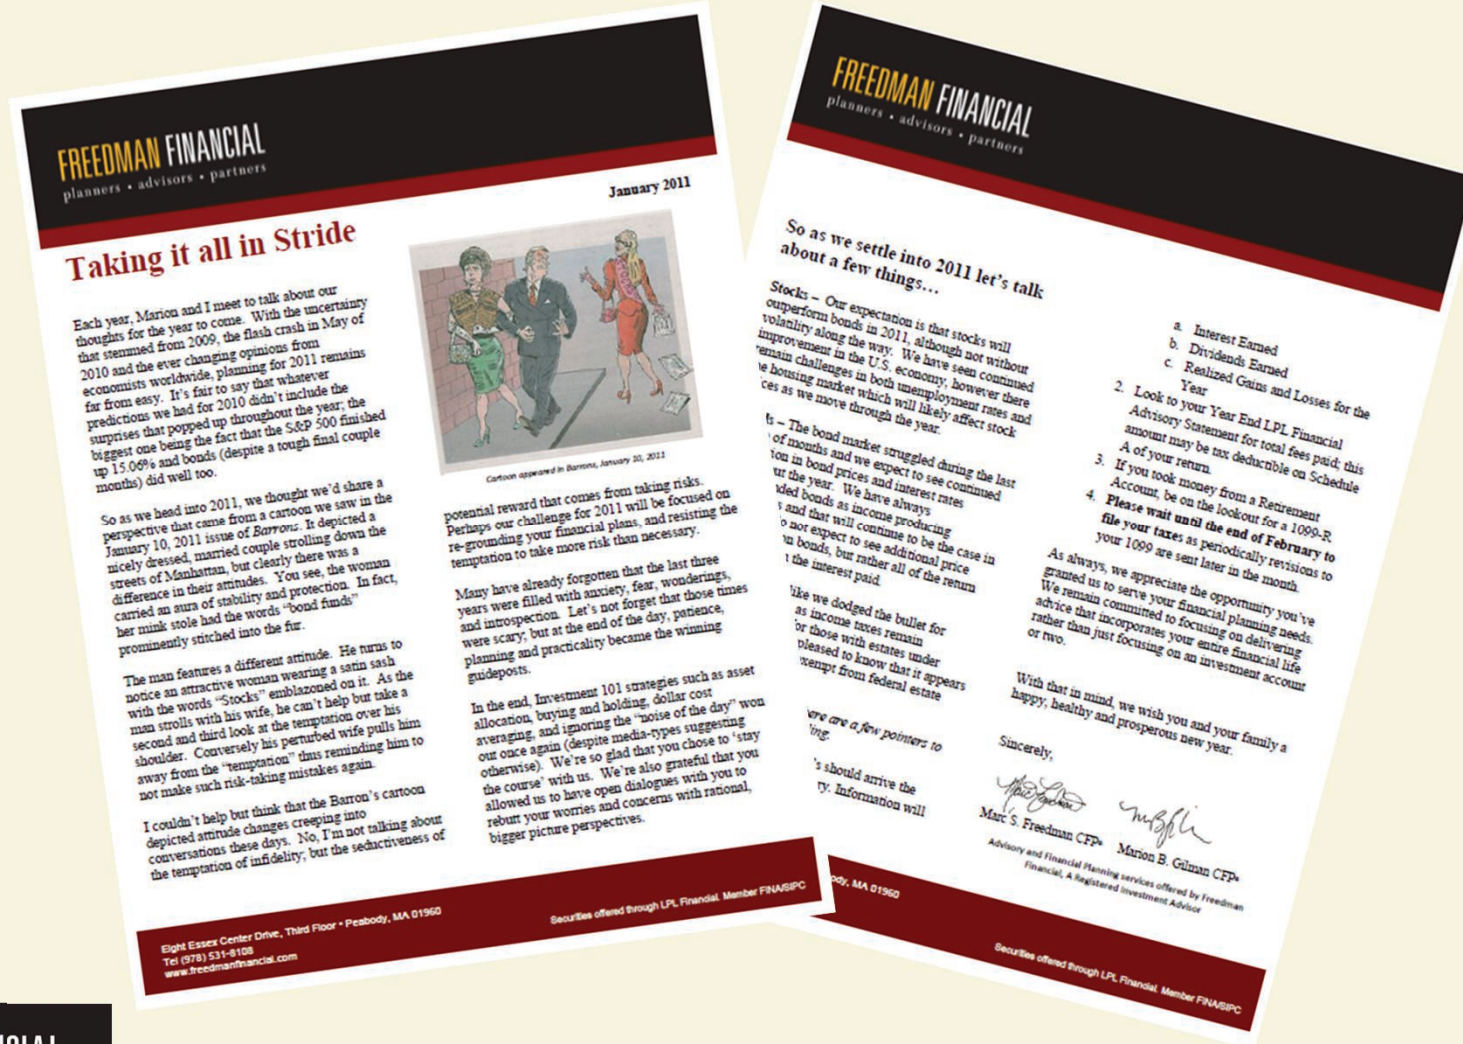 FREEDMAN FINANCIAL
planners • advisors • partners
January 2011
Taking it all in Stride
Each year, Marion and I meet to talk about our
thoughts for the year to come. With the uncertainty
that stemmed from 2009, the flash crash in May of
2010 and the ever changing opinions from
economists worldwide, planning for 2011 remains
far from easy. It's fair to say that whatever
predictions we had for 2010 didn't include the
surprises that popped up throughout the year; the
biggest one being the fact that the S&P 500 finished
up 15.06% and bonds (despite a tough final couple
months) did well too.
So as we head into 2011, we thought we'd share a
perspective that came from a cartoon we saw in the
January 10, 2011 issue of Barrons. It depicted a
nicely dressed, married couple strolling down the
streets of Manhattan, but clearly there was a
difference in their attitudes. You see, the woman
carried an aura of stability and protection. In fact,
her mink stole had the words "bond funds"
prominently stitched into the fur.
The man features a different attitude. He turns to
notice an attractive woman wearing a satin sash
with the words "Stocks" emblazoned on it. As the
man strolls with his wife, he can't help but take a
second and third look at the temptation over his
shoulder. Conversely his perturbed wife pulls him
away from the "temptation" thus reminding him to
not make such risk-taking mistakes again.
I couldn't help but think that the Barron's cartoon
depicted attitude changes creeping into
conversations these days. No, I'm not talking about
the temptation of infidelity; but the seductiveness of
Cartoon appeared in Barrons, January 10, 2011
potential reward that comes from taking risks.
Perhaps our challenge for 2011 will be focused on
re-grounding your financial plans, and resisting the
temptation to take more risk than necessary.
Many have already forgotten that the last three
years were filled with anxiety, fear, wonderings,
and introspection. Let's not forget that those times
were scary; but at the end of the day, patience,
planning and practicality became the winning
guideposts.
In the end, Investment 101 strategies such as asset
allocation, buying and holding, dollar cost
averaging, and ignoring the "noise of the day" won
our once again (despite media-types suggesting
otherwise). We're so glad that you chose to 'stay
the course' with us. We're also grateful that you
allowed us to have open dialogues with you to
rebutt your worries and concerns with rational,
bigger picture perspectives.
Eight Essex Center Drive, Third Floor • Peabody, MA 01960
Tel (978) 531-8108
www.freedmanfinancial.com
Securities offered through LPL Financial. Member FINA/SIPC
FREEDMAN FINANCIAL
planners • advisors • partners
So as we settle into 2011 let's talk
about a few things...
Stocks – Our expectation is that stocks will
outperform bonds in 2011, although not without
volatility along the way. We have seen continued
improvement in the U.S. economy, however there
remain challenges in both unemployment rates and
e housing market which will likely affect stock
ices as we move through the year.
ds – The bond market struggled during the last
of months and we expect to see continued
ion in bond prices and interest rates
ut the year. We have always
ded bonds as income producing
s and that will continue to be the case in
o not expect to see additional price
on bonds, but rather all of the return
the interest paid.
like we dodged the bullet for
as income taxes remain
or those with estates under
pleased to know that it appears
xempt from federal estate
ere are a few pointers to
ing.
's should arrive the
ry. Information will
a. Interest Earned
b. Dividends Earned
c. Realized Gains and Losses for the
Year
2. Look to your Year End LPL Financial
Advisory Statement for total fees paid; this
amount may be tax deductible on Schedule
A of your return.
3. If you took money from a Retirement
Account, be on the lookout for a 1099-R
4. Please wait until the end of February to
file your taxes as periodically revisions to
your 1099 are sent later in the month.
As always, we appreciate the opportunity you've
granted us to serve your financial planning needs.
We remain committed to focusing on delivering
advice that incorporates your entire financial life
rather than just focusing on an investment account
or two.
With that in mind, we wish you and your family a
happy, healthy and prosperous new year.
Sincerely,
Marc S. Freedman CFP® Marion B. Gilman CFP®
Advisory and Financial Planning services offered by Freedman
Financial, A Registered Investment Advisor
ody, MA 01960
Securities offered through LPL Financial. Member FINA/SIPC